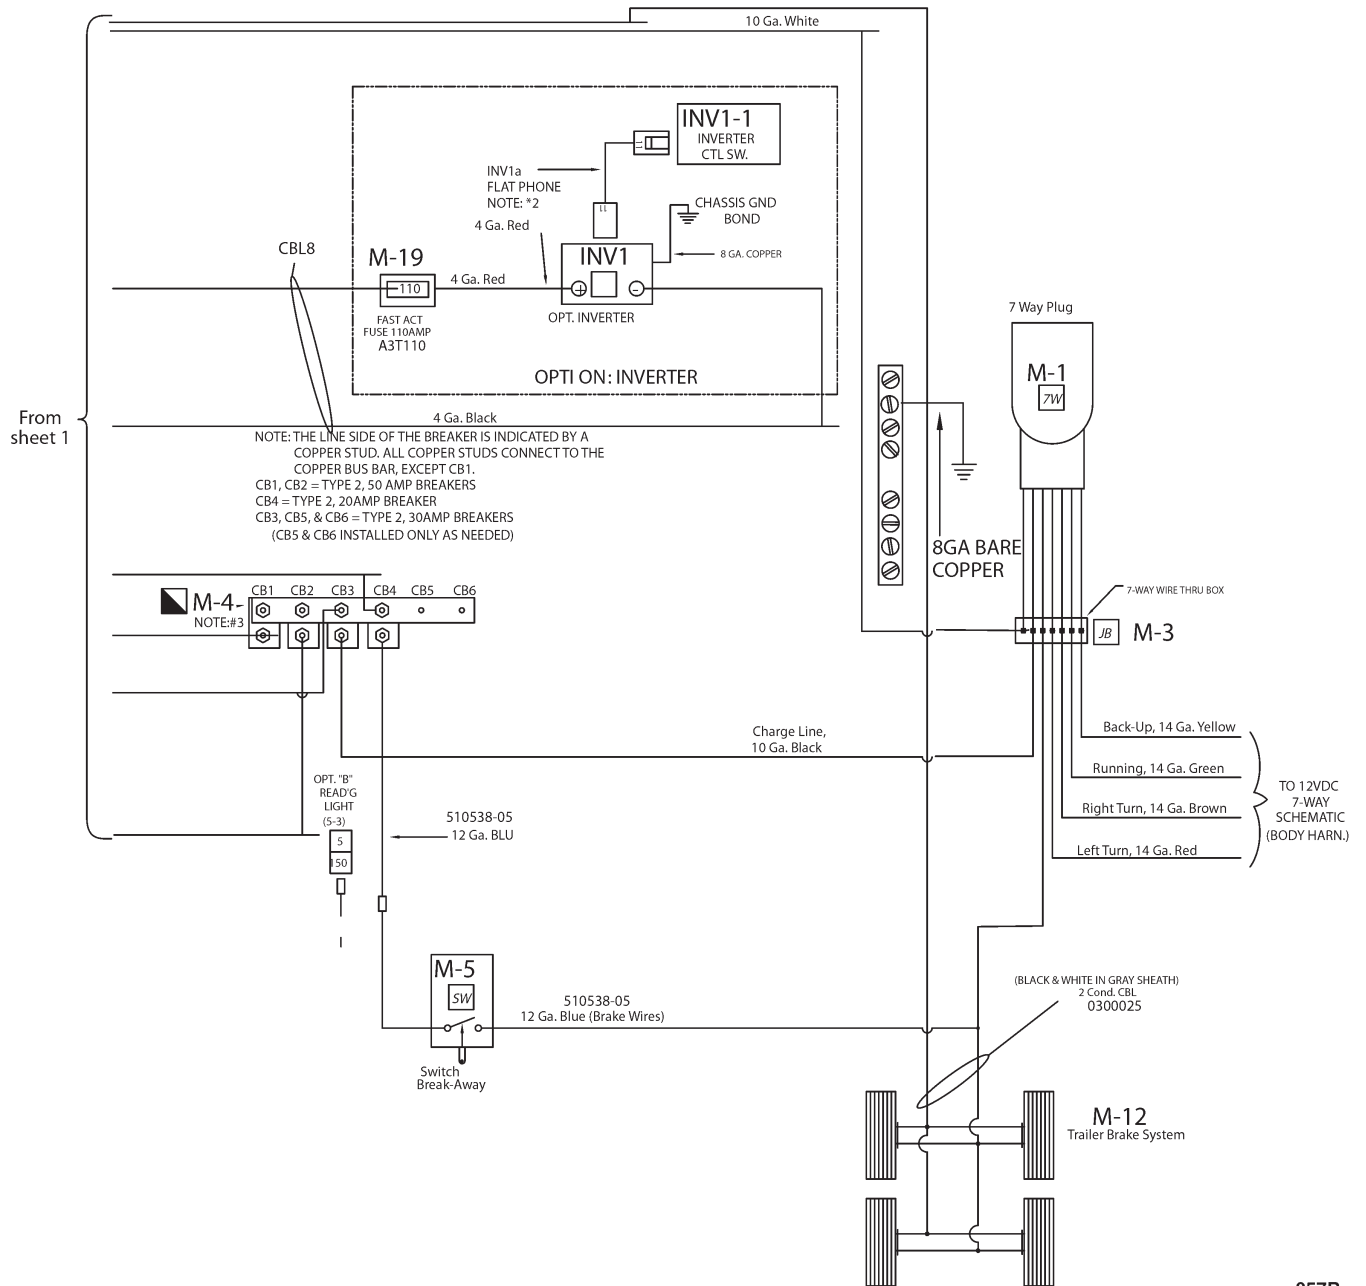 10 Ga. White
INV1-1
INVERTER
CTL SW.
11
INV1a
FLAT PHONE
NOTE: *2
11
CHASSIS GND
BOND
4 Ga. Red
CBL8
M-19
INV1
8 GA. COPPER
4 Ga. Red
110
+
-
FAST ACT
FUSE 110AMP
A3T110
OPT. INVERTER
7 Way Plug
OPTI ON: INVERTER
M-1
7W
From
sheet 1
4 Ga. Black
NOTE: THE LINE SIDE OF THE BREAKER IS INDICATED BY A
COPPER STUD. ALL COPPER STUDS CONNECT TO THE
COPPER BUS BAR, EXCEPT CB1.
CB1, CB2 = TYPE 2, 50 AMP BREAKERS
CB4 = TYPE 2, 20AMP BREAKER
CB3, CB5, & CB6 = TYPE 2, 30AMP BREAKERS
(CB5 & CB6 INSTALLED ONLY AS NEEDED)
8GA BARE
COPPER
CB1 CB2 CB3 CB4 CB5 CB6
M-4
NOTE:#3
7-WAY WIRE THRU BOX
JB
M-3
Charge Line,
10 Ga. Black
Back-Up, 14 Ga. Yellow
Running, 14 Ga. Green
Right Turn, 14 Ga. Brown
Left Turn, 14 Ga. Red
TO 12VDC
7-WAY
SCHEMATIC
(BODY HARN.)
OPT. "B"
READ'G
LIGHT
(5-3)
5
150
510538-05
12 Ga. BLU
M-5
SW
Switch
Break-Away
510538-05
12 Ga. Blue (Brake Wires)
(BLACK & WHITE IN GRAY SHEATH)
2 Cond. CBL
0300025
M-12
Trailer Brake System